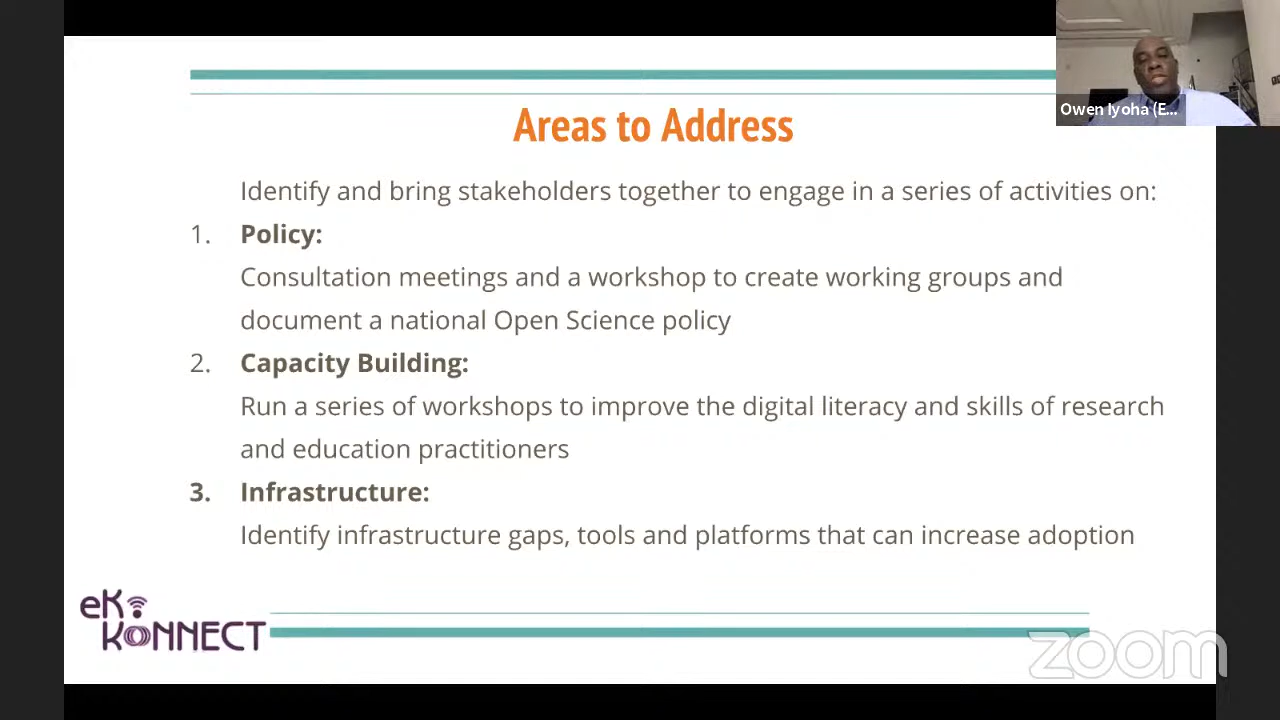 Owen Iyoha (E...
Areas to Address
Identify and bring stakeholders together to engage in a series of activities on:
1. Policy:
Consultation meetings and a workshop to create working groups and
document a national Open Science policy
2. Capacity Building:
Run a series of workshops to improve the digital literacy and skills of research
and education practitioners
3. Infrastructure:
Identify infrastructure gaps, tools and platforms that can increase adoption
eKo
KONNECT
zoom